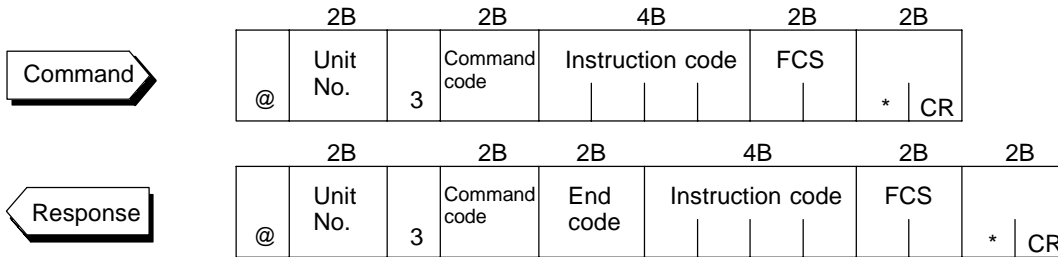 2B 2B 4B 2B 2B
Command
@ Unit No. 3 Command code Instruction code FCS * CR
2B 2B 2B 4B 2B 2B
Response
@ Unit No. 3 Command code End code Instruction code FCS * CR